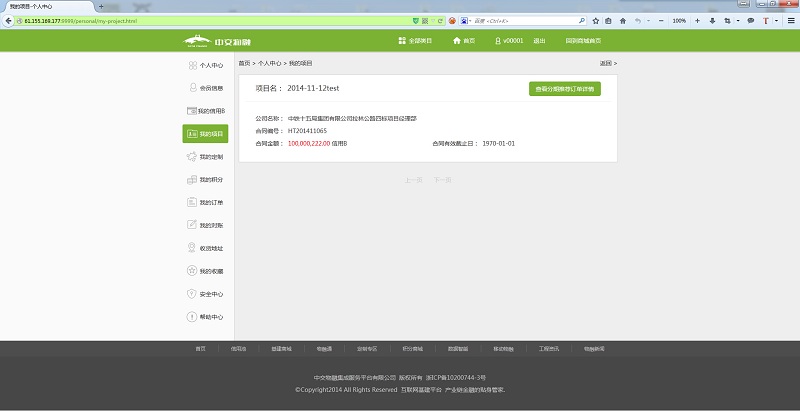 我的项目-个人中心
61.155.169.177:9999/personal/my-project.html
百度 <Ctrl+K>
100%
中交物融
全部类目 首页 v00001 退出 回到商城首页
首页 > 个人中心 > 我的项目
返回 >
个人中心
会员信息
我的信用B
我的项目
我的定制
我的积分
我的订单
我的对账
收货地址
我的收藏
安全中心
帮助中心
项目名： 2014-11-12test
查看分期推荐订单详情
公司名称： 中铁十五局集团有限公司拉林公路四标项目经理部
合同编号： HT201411065
合同金额： 100,000,222.00 信用B 合同有效截止日： 1970-01-01
上一页 下一页
首页 信用池 基建商城 物融通 定制专区 积分商城 数据智能 移动物融 工程资讯 物融新闻
中交物融集成服务平台有限公司 版权所有 浙ICP备10200744-3号
©Copyright2014 All Rights Reserved 互联网基建平台 产业链金融的贴身管家.